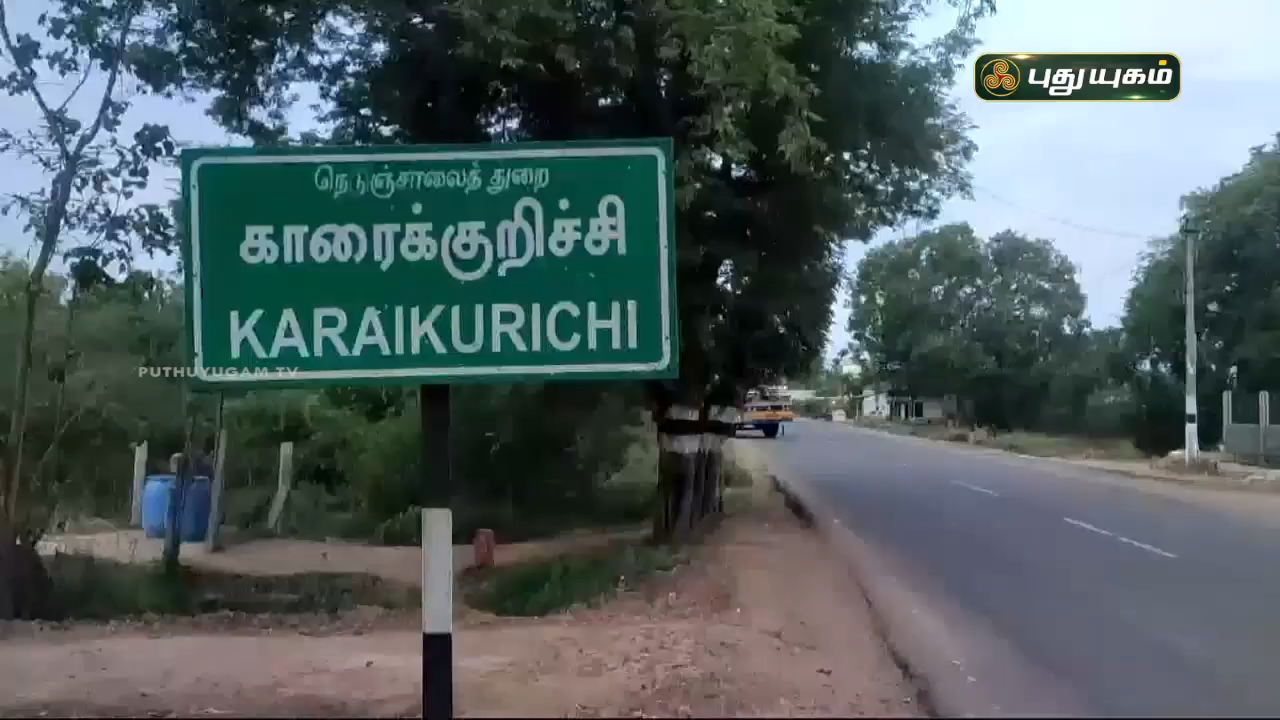 புதுயுகம்
நெடுஞ்சாலைத் துறை
காரைக்குறிச்சி
KARAIKURICHI
PUTHUYUGAM TV